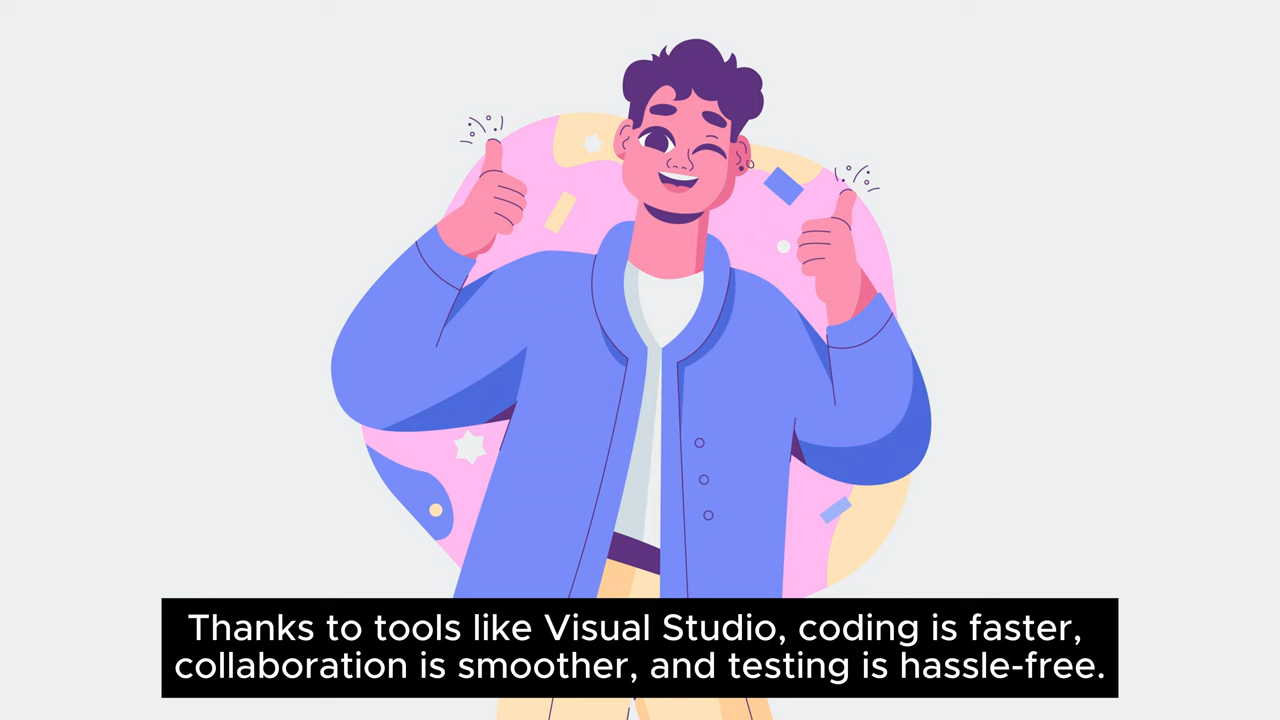 Thanks to tools like Visual Studio, coding is faster,
collaboration is smoother, and testing is hassle-free.